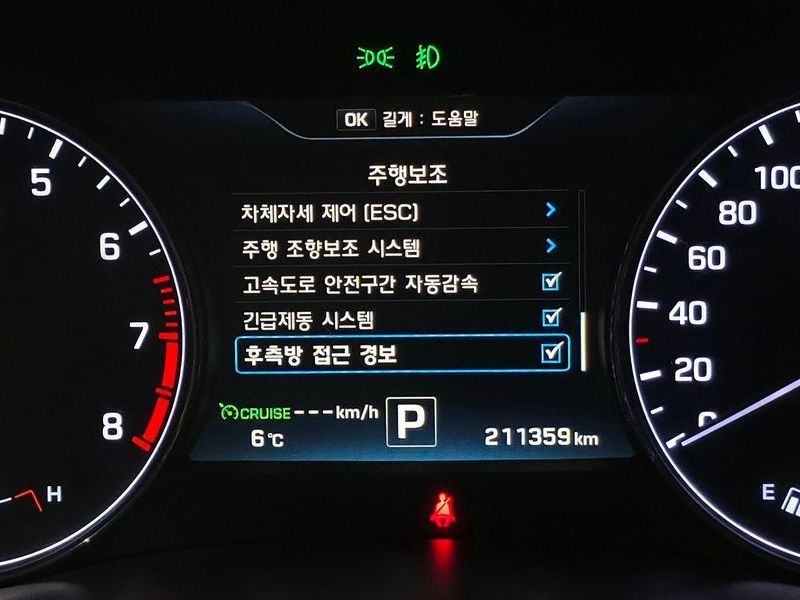 OK 길게 : 도움말
주행보조
차체자세 제어 (ESC)
주행 조향보조 시스템
고속도로 안전구간 자동감속
긴급제동 시스템
후측방 접근 경보
CRUISE ---km/h
P
6℃
211359 km
5
6
7
8
H
100
80
60
40
20
0
E